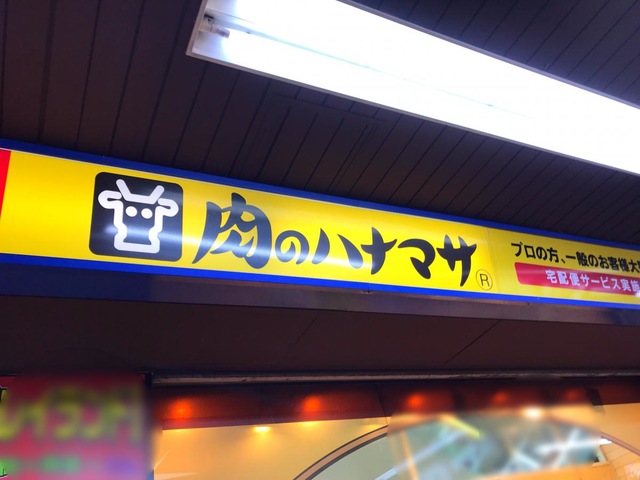 肉のハナマサ®
プロの方、一般のお客様大
宅配便サービス実施